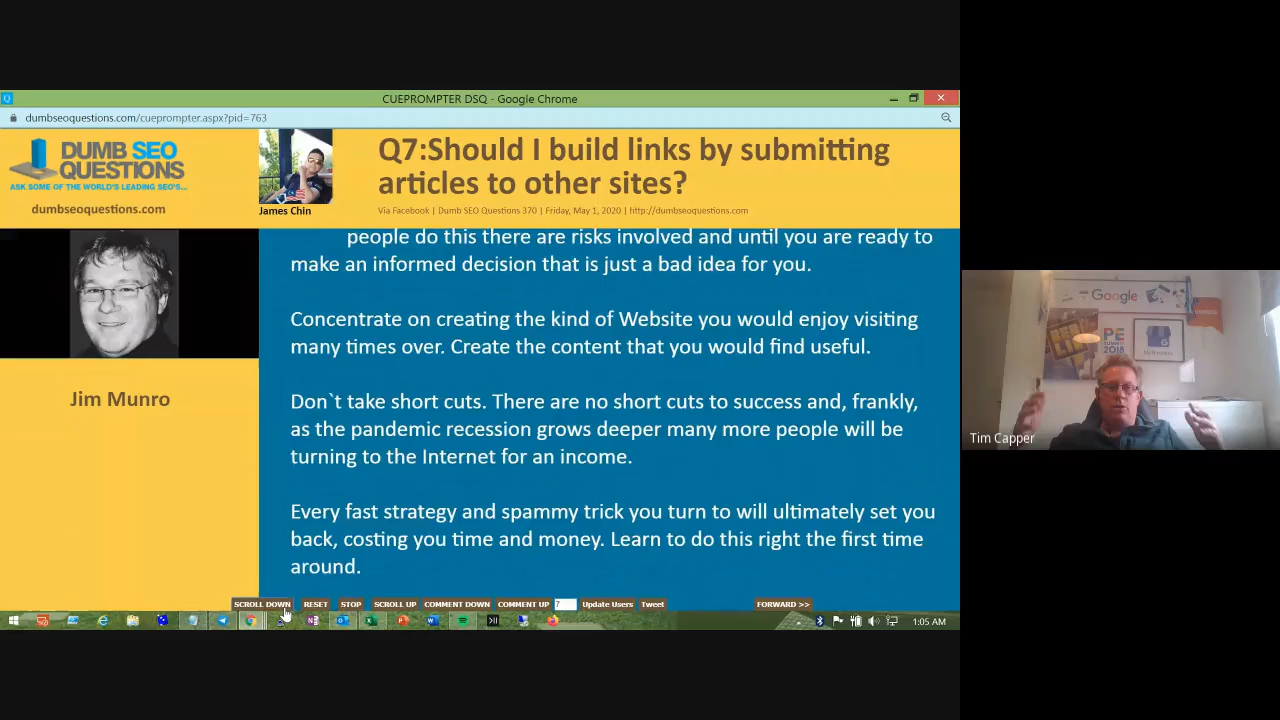 CUEPROMPTER DSQ - Google Chrome
dumbseoquestions.com/cueprompter.aspx?pid=763
DUMB SEO
QUESTIONS
ASK SOME OF THE WORLD'S LEADING SEO'S...
dumbseoquestions.com
James Chin
Q7:Should I build links by submitting
articles to other sites?
Via Facebook | Dumb SEO Questions 370 | Friday, May 1, 2020 | http://dumbseoquestions.com
Jim Munro
people do this there are risks involved and until you are ready to
make an informed decision that is just a bad idea for you.
Concentrate on creating the kind of Website you would enjoy visiting
many times over. Create the content that you would find useful.
Don`t take short cuts. There are no short cuts to success and, frankly,
as the pandemic recession grows deeper many more people will be
turning to the Internet for an income.
Every fast strategy and spammy trick you turn to will ultimately set you
back, costing you time and money. Learn to do this right the first time
around.
SCROLL DOWN RESET STOP SCROLL UP COMMENT DOWN COMMENT UP 7 Update Users Tweet FORWARD >>
1:05 AM
Google
PE
SUMMIT
2018
Tim Capper